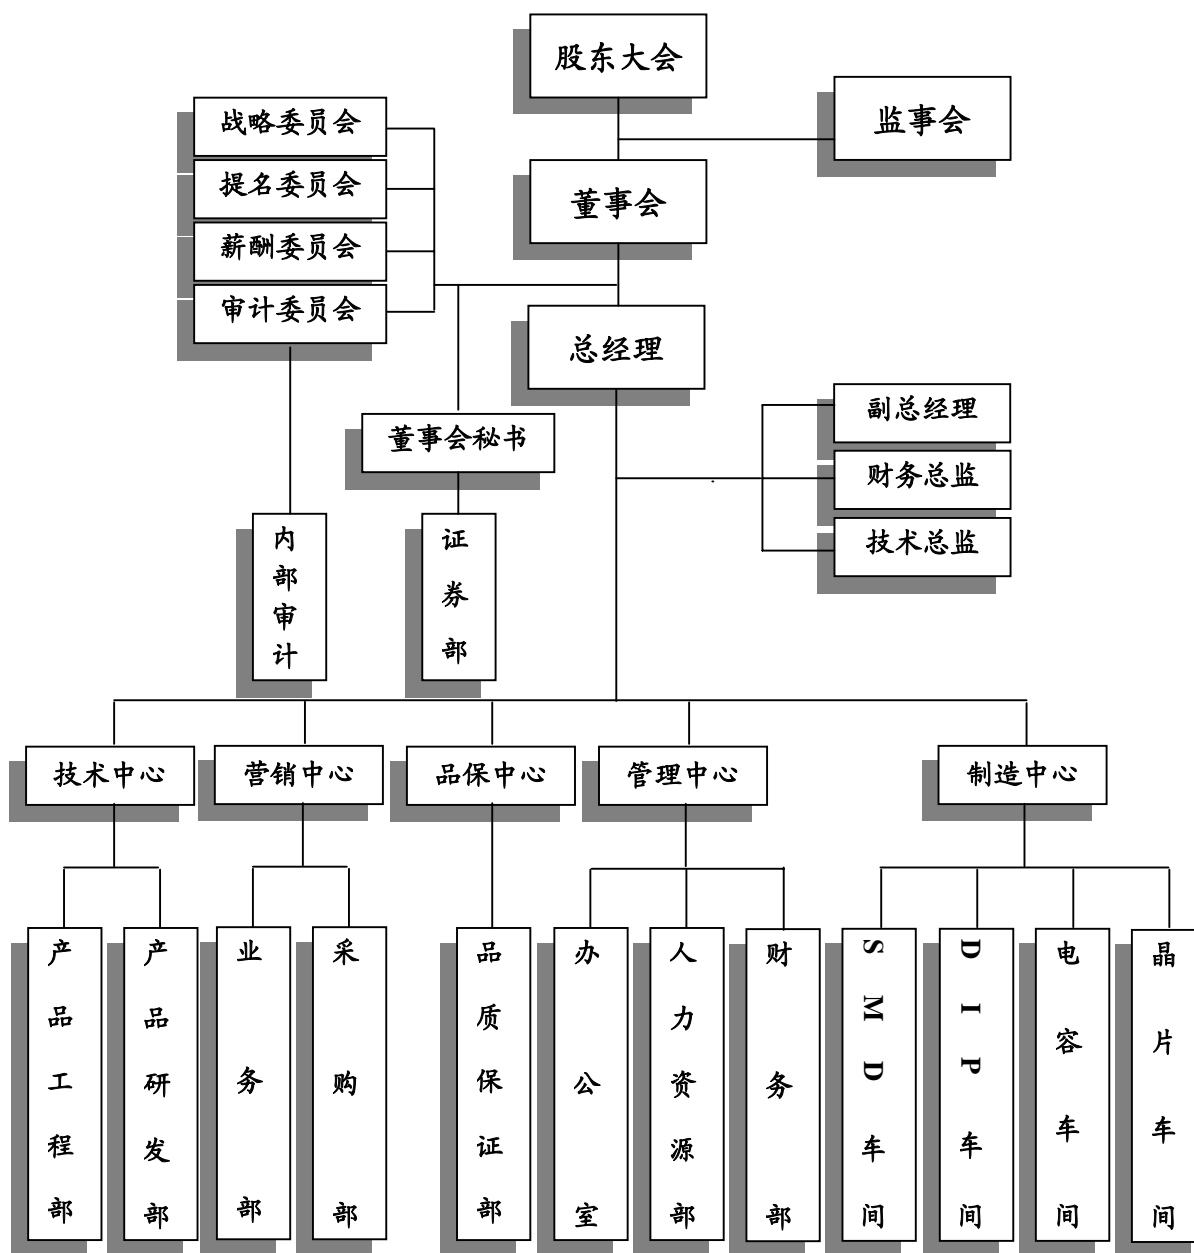 股东大会
监事会
战略委员会
提名委员会
薪酬委员会
审计委员会
董事会
总经理
副总经理
财务总监
技术总监
董事会秘书
内部审计
证券部
技术中心
营销中心
品保中心
管理中心
制造中心
产品工程部
产品研发部
业务部
采购部
品质保证部
办公室
人力资源部
财务部
SMD车间
DIP车间
电容车间
晶片车间